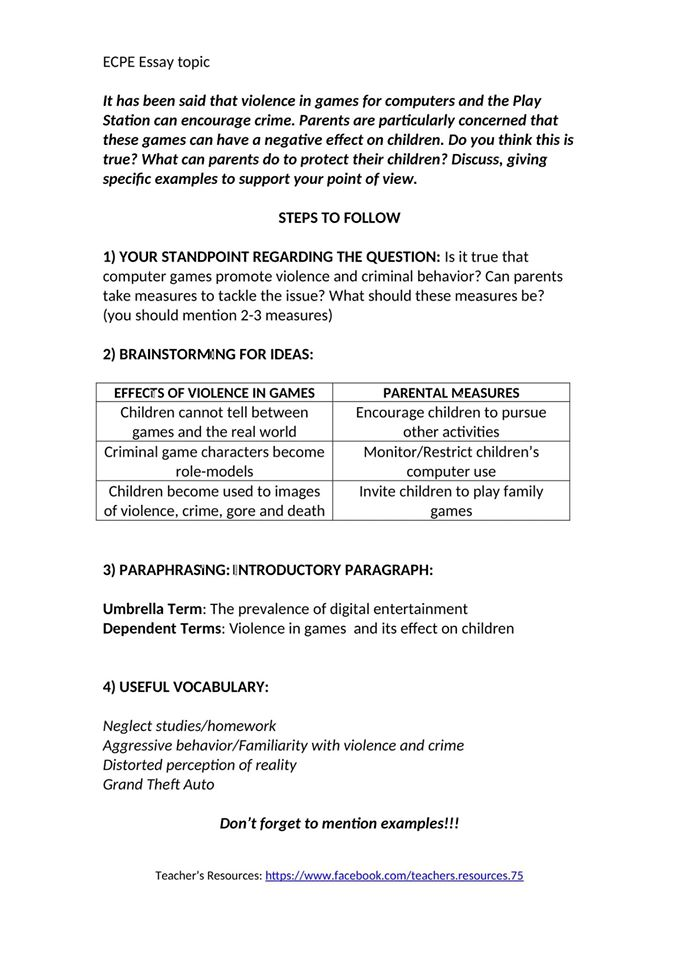 ECPE Essay topic
It has been said that violence in games for computers and the Play
Station can encourage crime. Parents are particularly concerned that
these games can have a negative effect on children. Do you think this is
true? What can parents do to protect their children? Discuss, giving
specific examples to support your point of view.
STEPS TO FOLLOW
1) YOUR STANDPOINT REGARDING THE QUESTION: Is it true that
computer games promote violence and criminal behavior? Can parents
take measures to tackle the issue? What should these measures be?
(you should mention 2-3 measures)
2) BRAINSTORMING FOR IDEAS:
EFFECTS OF VIOLENCE IN GAMES PARENTAL MEASURES
Children cannot tell between Encourage children to pursue
games and the real world other activities
Criminal game characters become Monitor/Restrict children's
role-models computer use
Children become used to images Invite children to play family
of violence, crime, gore and death games
3) PARAPHRASING: INTRODUCTORY PARAGRAPH:
Umbrella Term: The prevalence of digital entertainment
Dependent Terms: Violence in games and its effect on children
4) USEFUL VOCABULARY:
Neglect studies/homework
Aggressive behavior/Familiarity with violence and crime
Distorted perception of reality
Grand Theft Auto
Don't forget to mention examples!!!
Teacher's Resources: https://www.facebook.com/teachers.resources.75